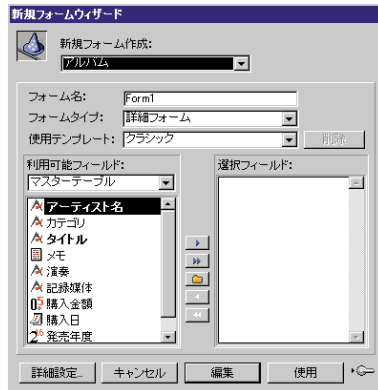 新規フォームウィザード
新規フォーム作成:
アルバム
フォーム名: Form1
フォームタイプ: 詳細フォーム
使用テンプレート: クラシック 削除
利用可能フィールド: 選択フィールド:
マスターテーブル
アーティスト名
カテゴリ
タイトル
メモ
演奏
記録媒体
購入金額
購入日
発売年度
詳細設定... キャンセル 編集 使用